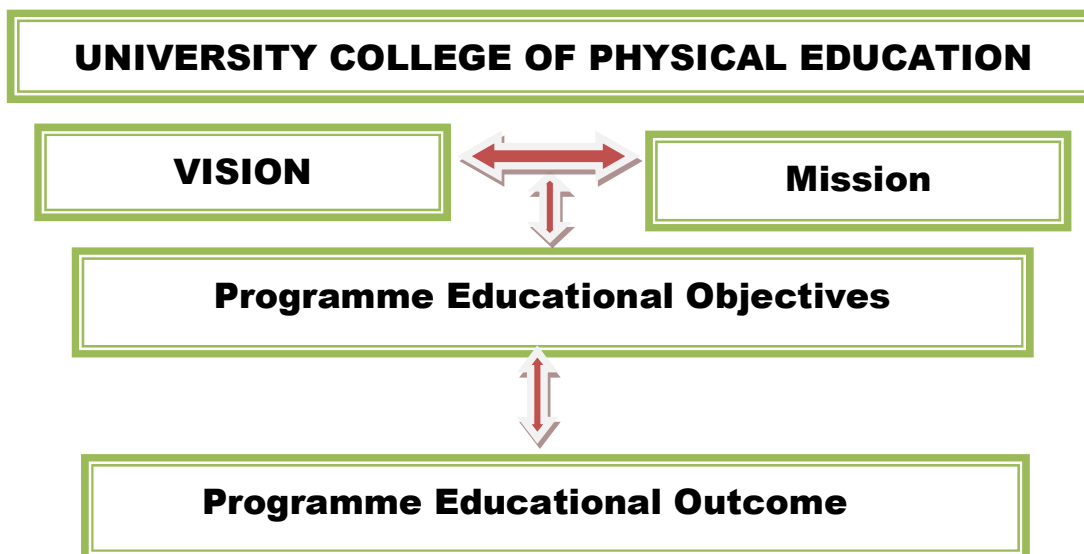 UNIVERSITY COLLEGE OF PHYSICAL EDUCATION
VISION
Mission
Programme Educational Objectives
Programme Educational Outcome